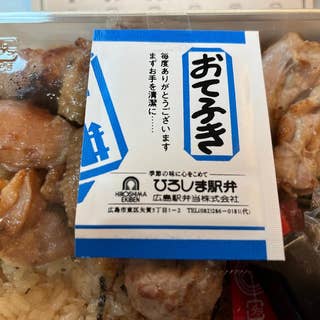 おてふき
毎度ありがとうございます
まずお手を清潔に……
季節の味に心をこめて
HIROSHIMA
EKIBEN
ひろしま駅弁
広島駅弁当株式会社
広島市東区矢賀5丁目1−2 TEL(082)286−0181(代)